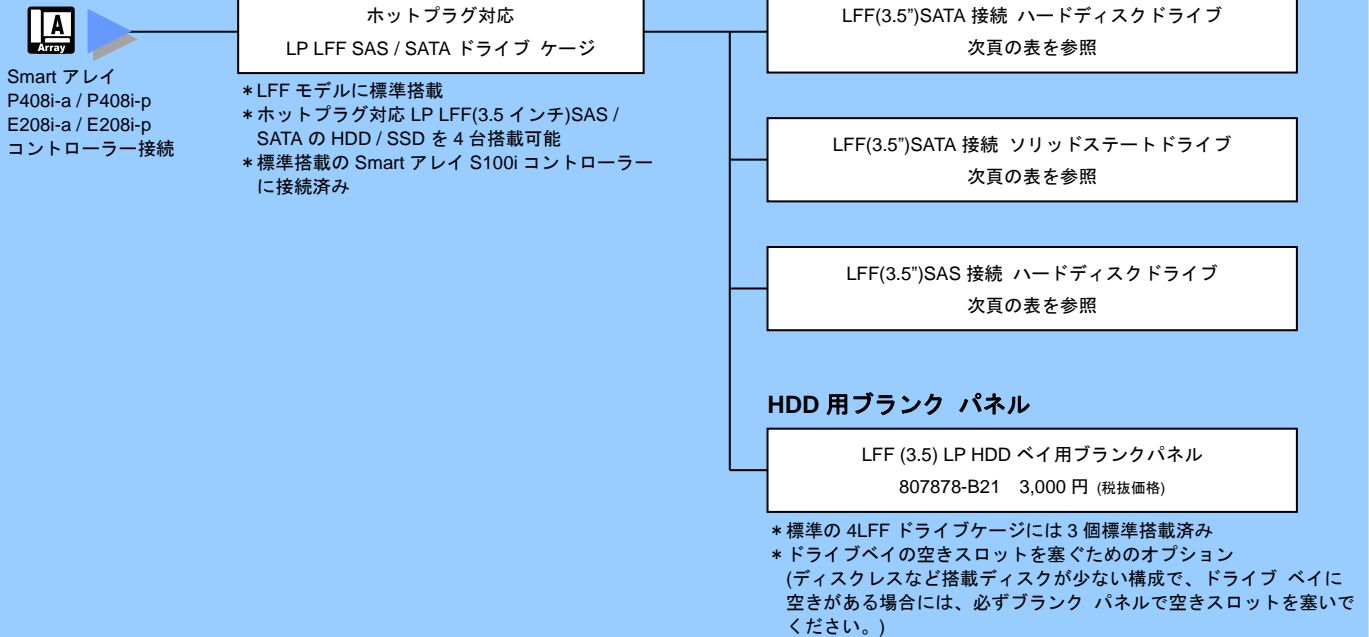 A
Array
Smart アレイ
P408i-a / P408i-p
E208i-a / E208i-p
コントローラー接続
ホットプラグ対応
LP LFF SAS / SATA ドライブ ケージ
＊LFF モデルに標準搭載
＊ホットプラグ対応 LP LFF(3.5 インチ)SAS /
SATA の HDD / SSD を 4 台搭載可能
＊標準搭載の Smart アレイ S100i コントローラー
に接続済み
LFF(3.5")SATA 接続 ハードディスクドライブ
次頁の表を参照
LFF(3.5")SATA 接続 ソリッドステートドライブ
次頁の表を参照
LFF(3.5")SAS 接続 ハードディスクドライブ
次頁の表を参照
HDD 用ブランク パネル
LFF (3.5) LP HDD ベイ用ブランクパネル
807878-B21 3,000 円 (税抜価格)
＊標準の 4LFF ドライブケージには 3 個標準搭載済み
＊ドライブベイの空きスロットを塞ぐためのオプション
(ディスクレスなど搭載ディスクが少ない構成で、ドライブ ベイに
空きがある場合には、必ずブランク パネルで空きスロットを塞いで
ください。)